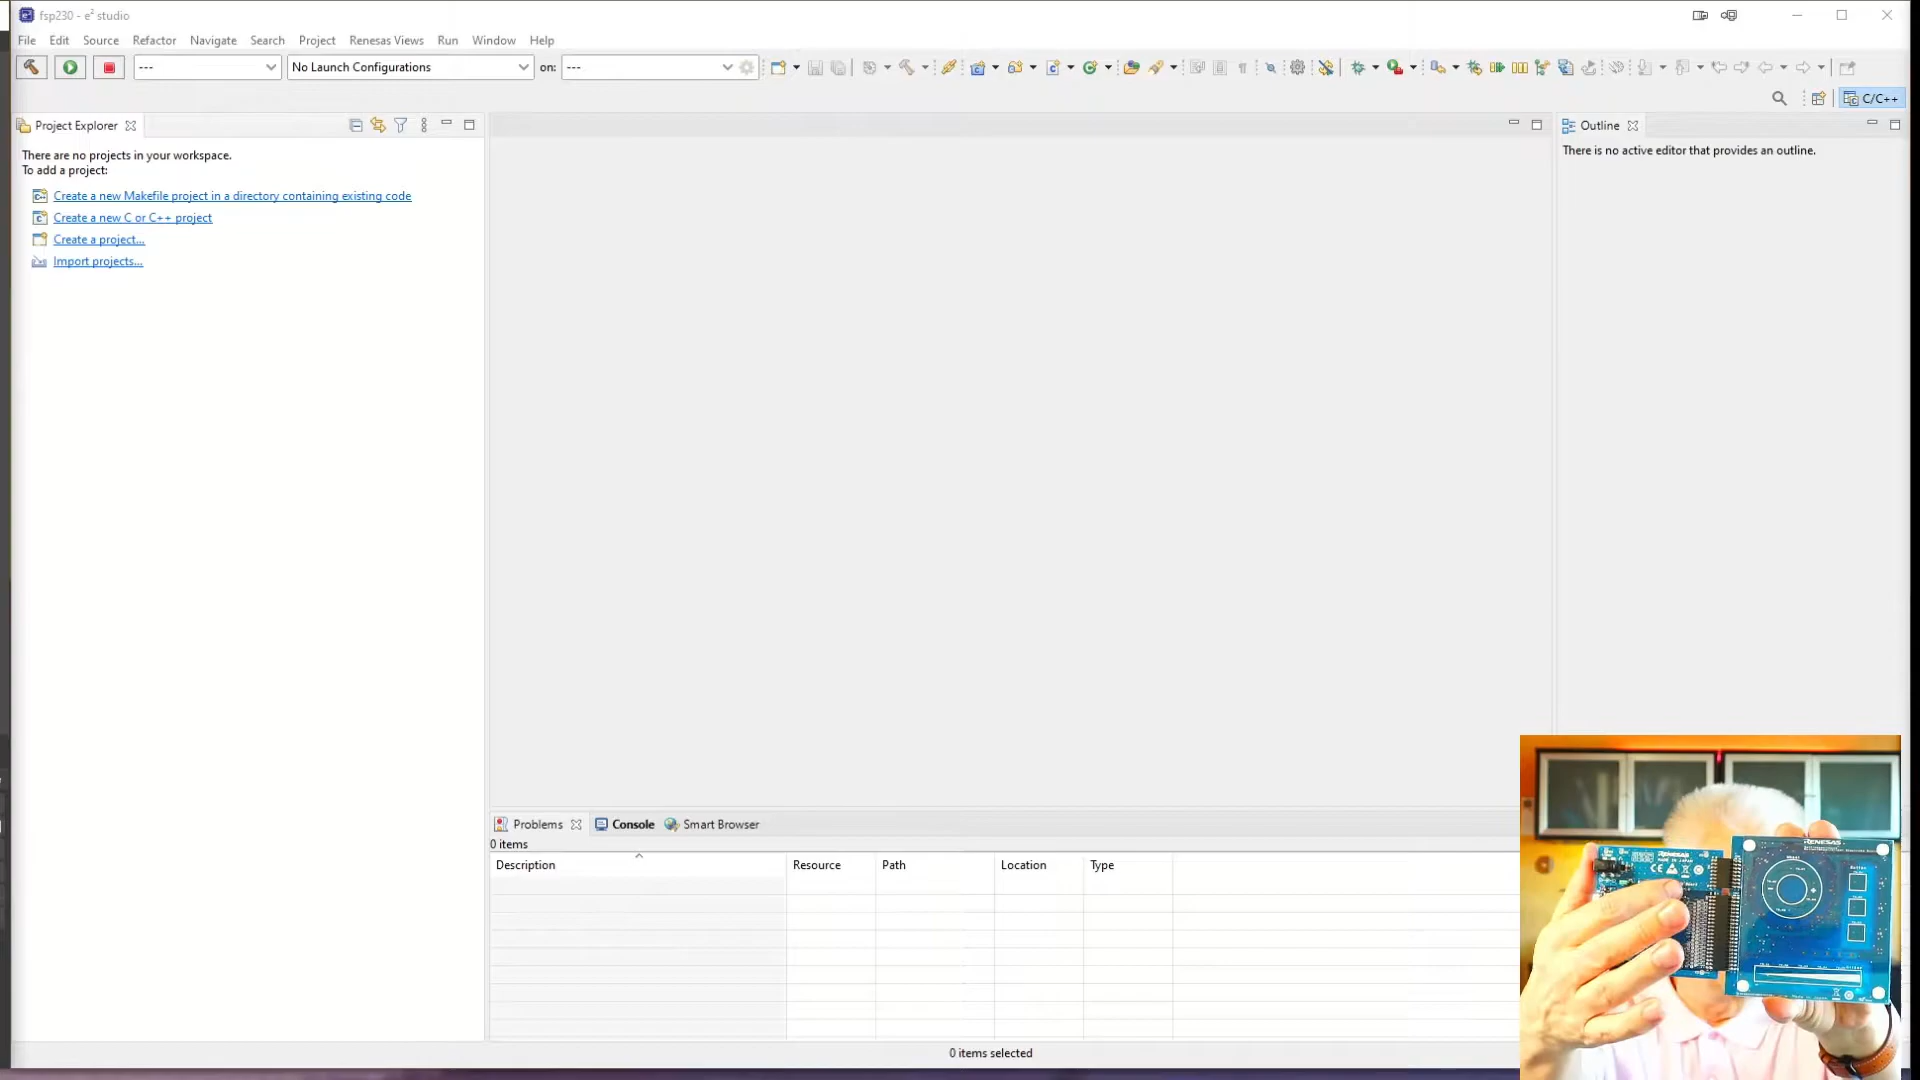 fsp230 - e² studio
File Edit Source Refactor Navigate Search Project Renesas Views Run Window Help
--- No Launch Configurations on: ---
C/C++
Project Explorer
There are no projects in your workspace.
To add a project:
Create a new Makefile project in a directory containing existing code
Create a new C or C++ project
Create a project...
Import projects...
Outline
There is no active editor that provides an outline.
Problems Console Smart Browser
0 items
Description Resource Path Location Type
0 items selected
RENESAS
RENESAS